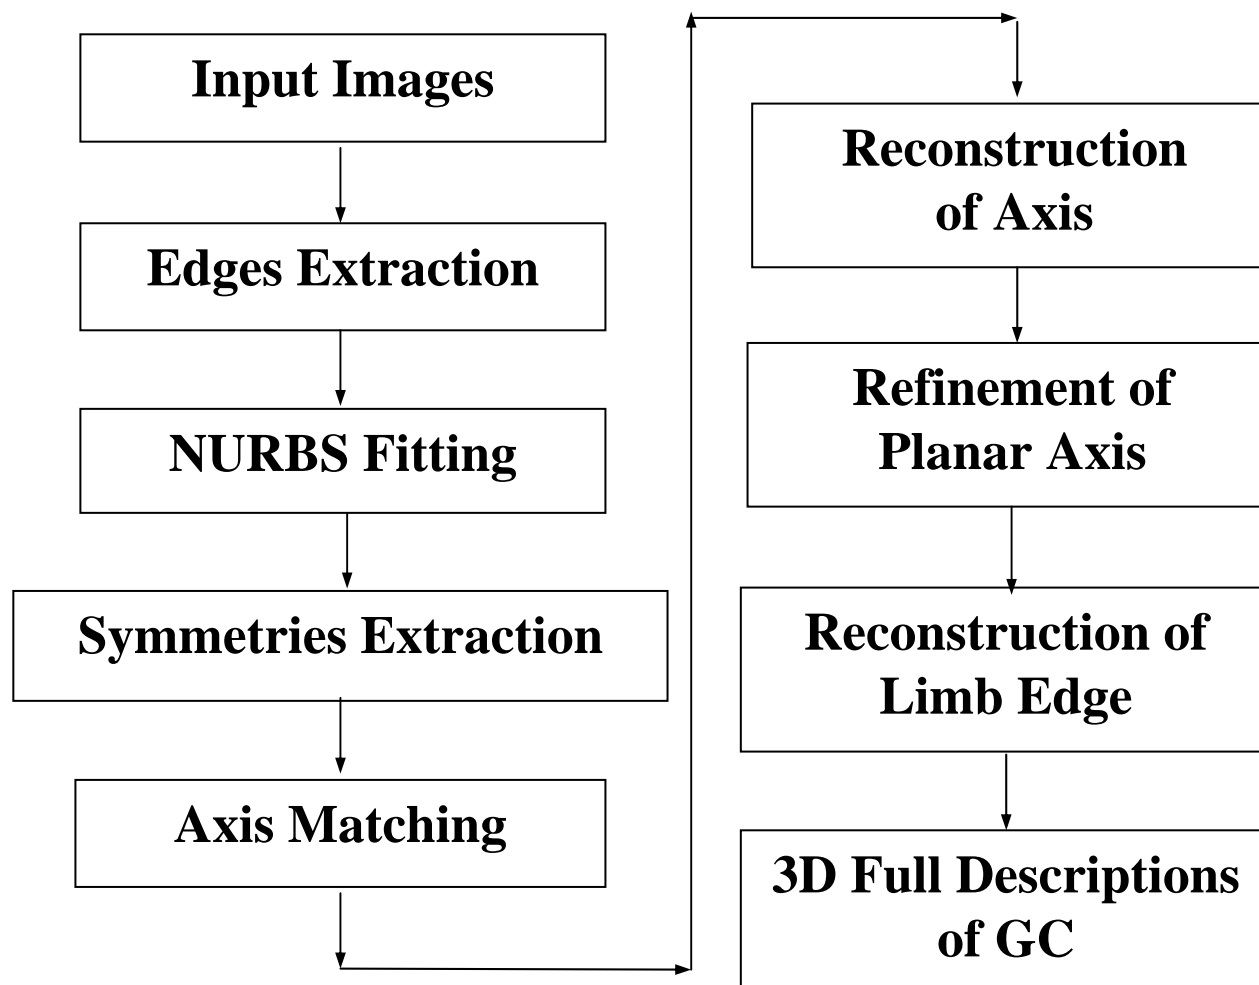 Input Images
Edges Extraction
NURBS Fitting
Symmetries Extraction
Axis Matching
Reconstruction
of Axis
Refinement of
Planar Axis
Reconstruction of
Limb Edge
3D Full Descriptions
of GC